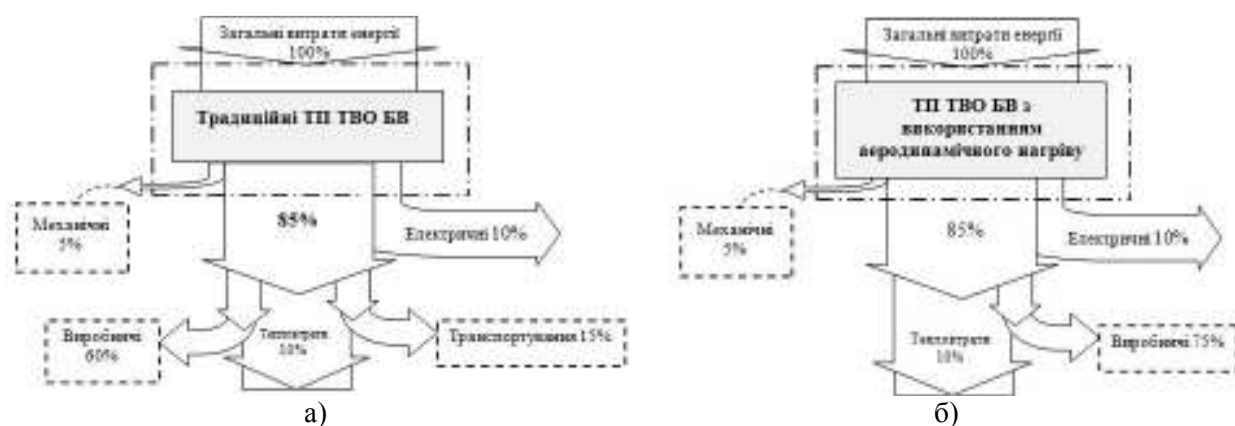 Загальні витрати енергії
100%
Традиційні ТП ТВО БВ
Механічні
5%
85%
Електричні 10%
Виробничі
60%
Тепловтрати
10%
Транспортування 15%
а)
Загальні витрати енергії
100%
ТП ТВО БВ з
використанням
аеродинамічного нагріву
Механічні
5%
85%
Електричні 10%
Тепловтрати
10%
Виробничі 75%
б)